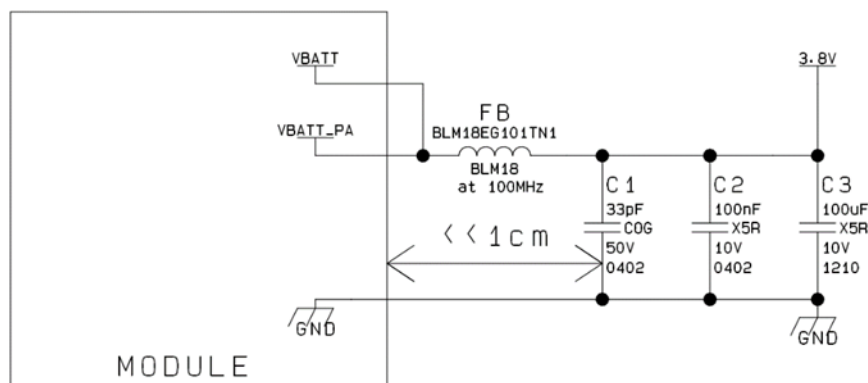 VBATT
3.8V
FB
VBATT_PA
BLM18EG101TN1
BLM18
at 100MHz
C1
33pF
COG
50V
0402
C2
100nF
X5R
10V
0402
C3
100uF
X5R
10V
1210
<<1cm
GND
GND
MODULE